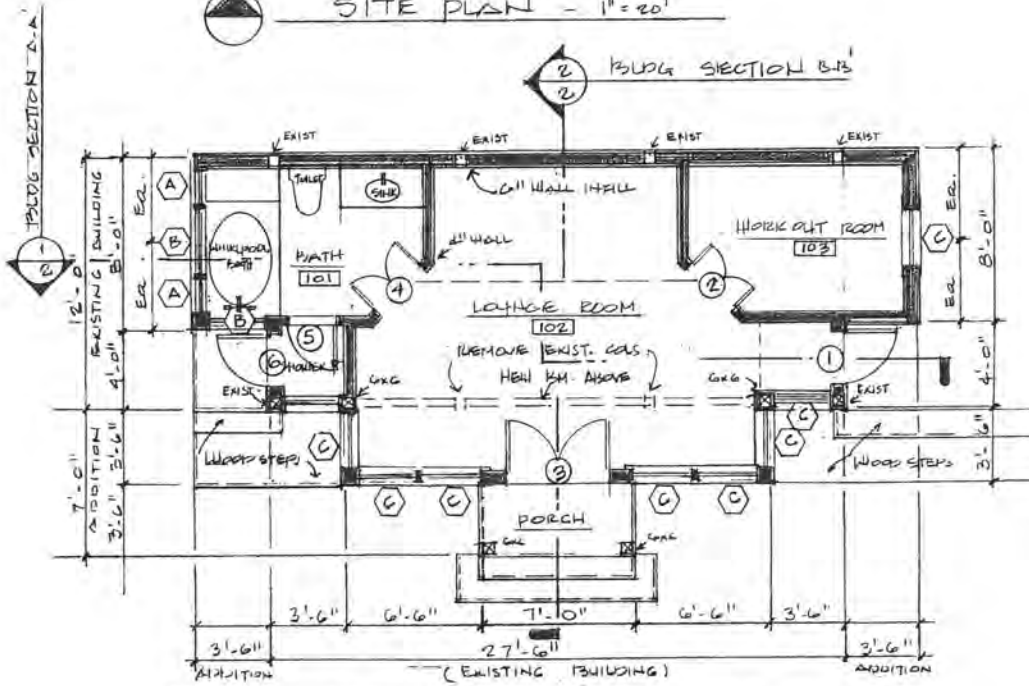 SITE PLAN - 1" = 20'
BLDG SECTION A-A'
BLDG SECTION B-B'
2
2
1
2
EXIST
EXIST
EXIST
EXIST
6" WALL INFILL
4" WALL
TOILET
SINK
WHIRLPOOL
BATH
BATH
101
WORK OUT ROOM
103
LOUNGE ROOM
102
REMOVE EXIST. COLS.
NEW BM. ABOVE
A
B
A
B
C
C
C
C
C
C
C
C
1
2
3
4
5
6
SHOWER
EXIST
EXIST
6x6
6x6
6x6
6x6
WOOD STEPS
WOOD STEPS
PORCH
12'-0"
EXISTING BUILDING
8'-0"
EQ.
EQ.
4'-0"
7'-0"
ADDITION
3'-6"
3'-6"
EQ.
EQ.
8'-0"
4'-0"
3'-6"
3'-6"
6'-6"
7'-0"
6'-6"
3'-6"
3'-6"
27'-6"
3'-6"
ADDITION
(EXISTING BUILDING)
ADDITION